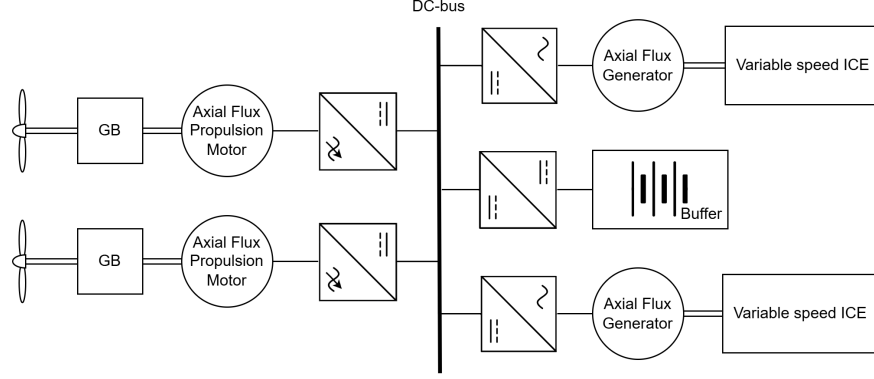 DC-bus
Axial Flux
Generator
Variable speed ICE
GB
Axial Flux
Propulsion
Motor
Buffer
GB
Axial Flux
Propulsion
Motor
Axial Flux
Generator
Variable speed ICE